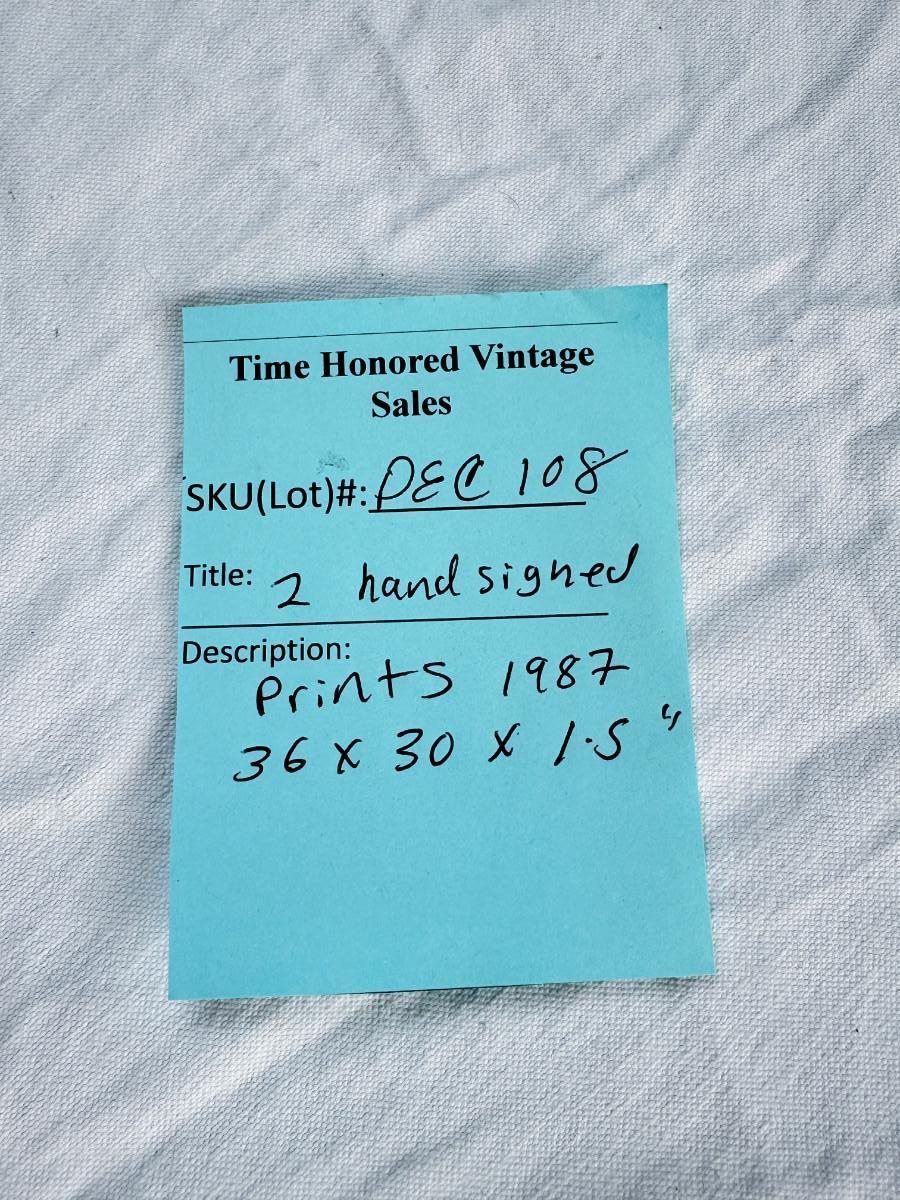 Time Honored Vintage
Sales
SKU(Lot)#: DEC 108
Title: 2 hand signed
Description:
Prints 1987
36 x 30 x 1.5 "